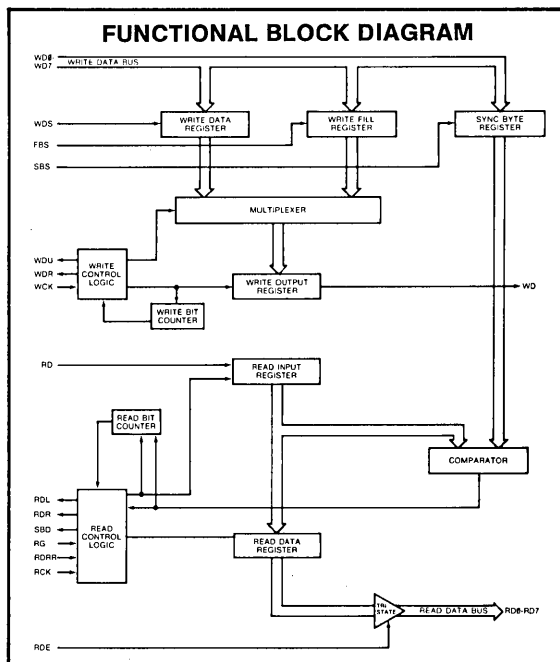 FUNCTIONAL BLOCK DIAGRAM
WD0-
WD7
WRITE DATA BUS
WDS
WRITE DATA
REGISTER
WRITE FILL
REGISTER
SYNC BYTE
REGISTER
FBS
SBS
MULTIPLEXER
WDU
WDR
WCK
WRITE
CONTROL
LOGIC
WRITE OUTPUT
REGISTER
WD
WRITE BIT
COUNTER
RD
READ INPUT
REGISTER
READ BIT
COUNTER
COMPARATOR
RDL
RDR
SBD
RG
RDRR
RCK
READ
CONTROL
LOGIC
READ DATA
REGISTER
TRI
STATE
READ DATA BUS
RD0-RD7
RDE